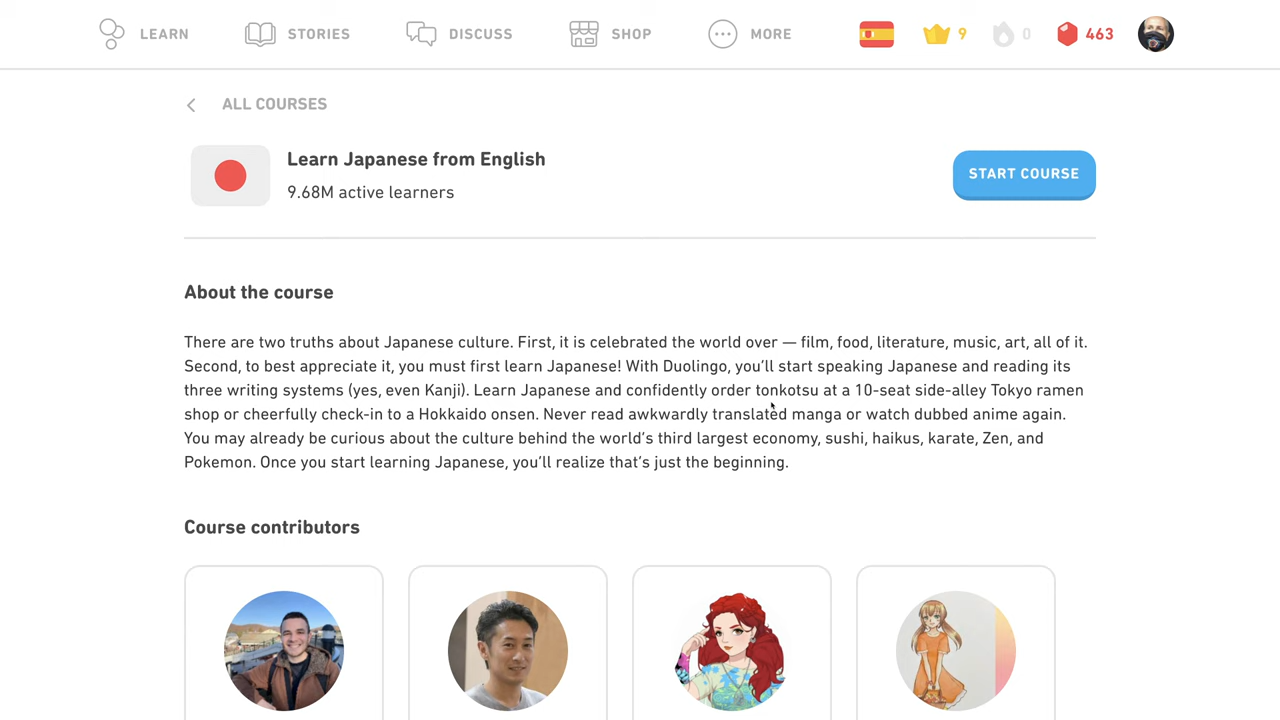 LEARN
STORIES
DISCUSS
SHOP
MORE
9
0
463
ALL COURSES
Learn Japanese from English
9.68M active learners
START COURSE
About the course
There are two truths about Japanese culture. First, it is celebrated the world over — film, food, literature, music, art, all of it.
Second, to best appreciate it, you must first learn Japanese! With Duolingo, you’ll start speaking Japanese and reading its
three writing systems (yes, even Kanji). Learn Japanese and confidently order tonkotsu at a 10-seat side-alley Tokyo ramen
shop or cheerfully check-in to a Hokkaido onsen. Never read awkwardly translated manga or watch dubbed anime again.
You may already be curious about the culture behind the world’s third largest economy, sushi, haikus, karate, Zen, and
Pokemon. Once you start learning Japanese, you’ll realize that’s just the beginning.
Course contributors